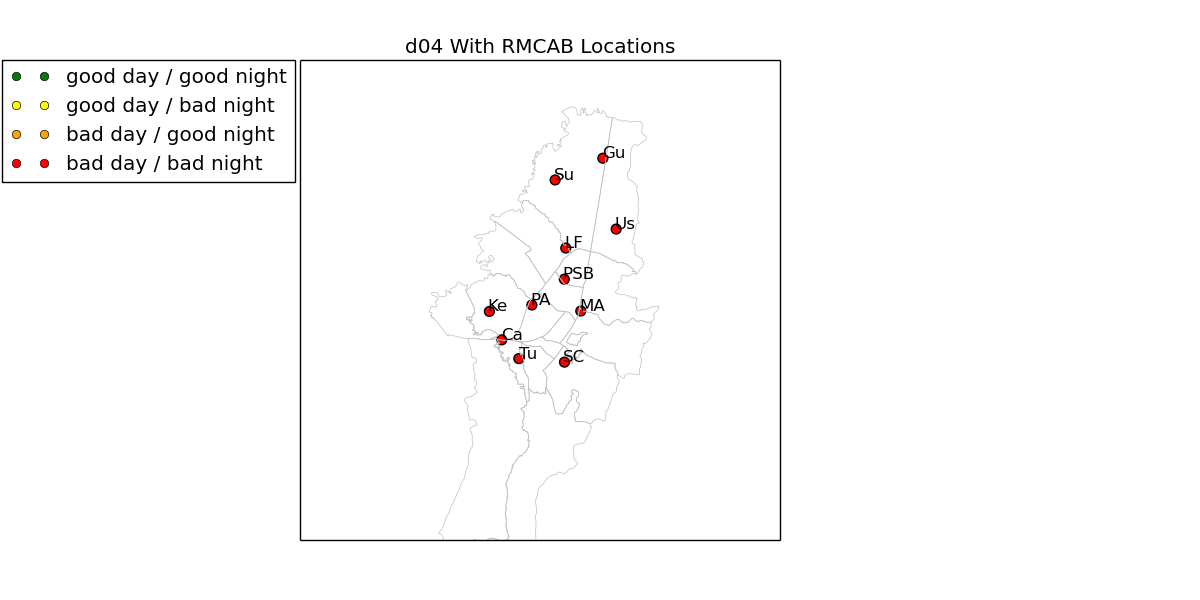 d04 With RMCAB Locations
good day / good night
good day / bad night
bad day / good night
bad day / bad night
Gu
Su
Us
LF
PSB
PA
Ke
MA
Ca
Tu
SC